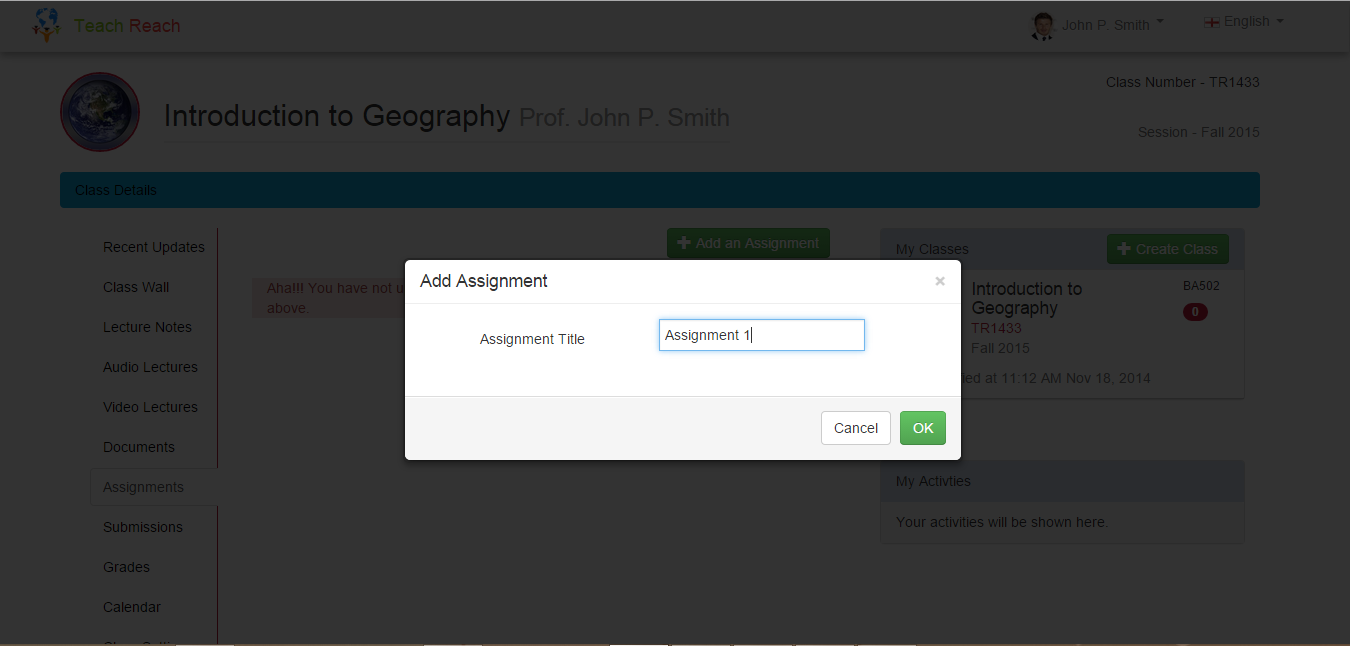 Teach Reach
John P. Smith
English
Introduction to Geography Prof. John P. Smith
Class Number - TR1433
Session - Fall 2015
Class Details
Recent Updates
Class Wall
Lecture Notes
Audio Lectures
Video Lectures
Documents
Assignments
Submissions
Grades
Calendar
Add an Assignment
Aha!!! You have not u
above.
Add Assignment ×
Assignment Title Assignment 1
Cancel OK
My Classes Create Class
Introduction to
Geography
BA502
0
TR1433
Fall 2015
at 11:12 AM Nov 18, 2014
My Activties
Your activities will be shown here.